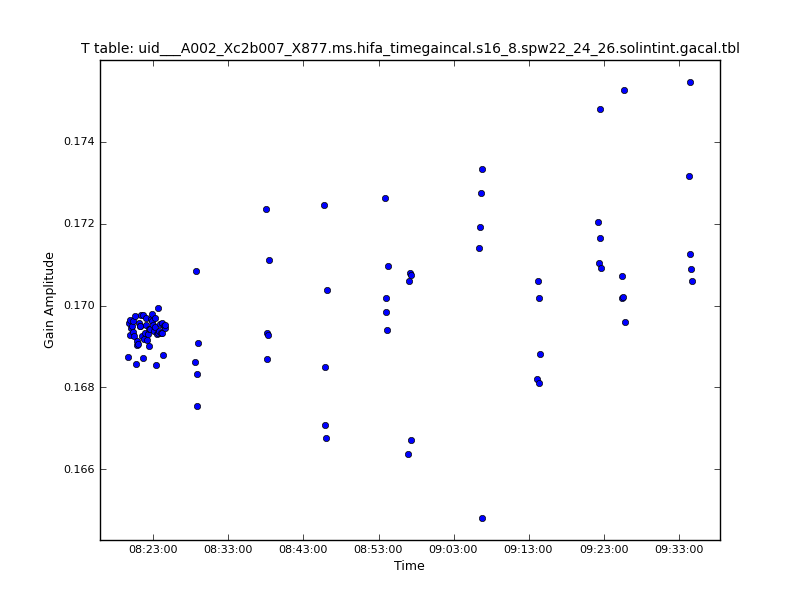 T table: uid___A002_Xc2b007_X877.ms.hifa_timegaincal.s16_8.spw22_24_26.solintint.gacal.tbl
0.174
0.172
0.170
0.168
0.166
Gain Amplitude
08:23:00 08:33:00 08:43:00 08:53:00 09:03:00 09:13:00 09:23:00 09:33:00
Time